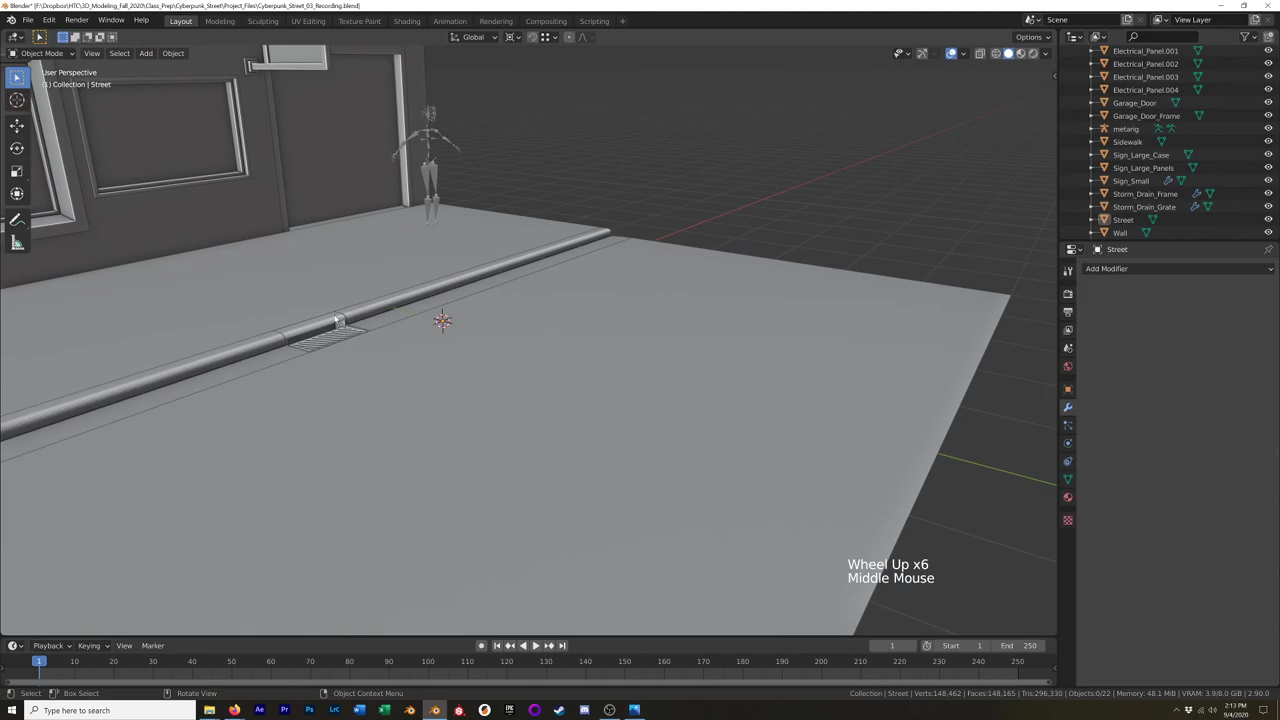 Blender* [F:\Dropbox\HTC\3D_Modeling_Fall_2020\Class_Prep\Cyberpunk_Street\Project_Files\Cyberpunk_Street_03_Recording.blend]
File Edit Render Window Help Layout Modeling Sculpting UV Editing Texture Paint Shading Animation Rendering Compositing Scripting Scene View Layer
Global Options
Object Mode View Select Add Object
User Perspective
(1) Collection | Street
Electrical_Panel.001
Electrical_Panel.002
Electrical_Panel.003
Electrical_Panel.004
Garage_Door
Garage_Door_Frame
metarig
Sidewalk
Sign_Large_Case
Sign_Large_Panels
Sign_Small
Storm_Drain_Frame
Storm_Drain_Grate
Street
Wall
Street
Add Modifier
Wheel Up x6
Middle Mouse
Playback Keying View Marker 1 Start 1 End 250
1 10 20 30 40 50 60 70 80 90 100 110 120 130 140 150 160 170 180 190 200 210 220 230 240 250
Select Box Select Rotate View Object Context Menu Collection | Street | Verts:148,462 | Faces:148,165 | Tris:296,330 | Objects:0/22 | Memory: 48.1 MiB | VRAM: 3.9/8.0 GiB | 2.90.0
Type here to search
2:13 PM
9/4/2020